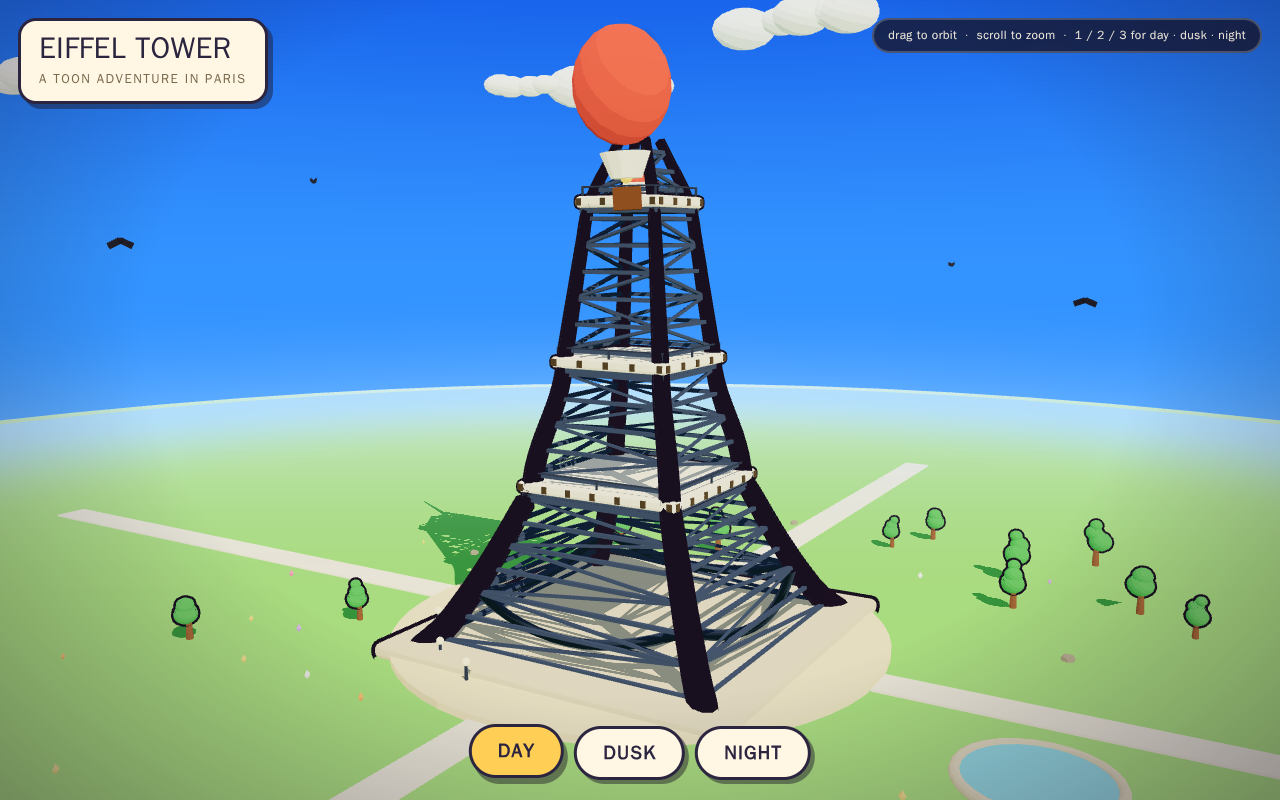 EIFFEL TOWER
A TOON ADVENTURE IN PARIS
drag to orbit · scroll to zoom · 1 / 2 / 3 for day · dusk · night
DAY
DUSK
NIGHT